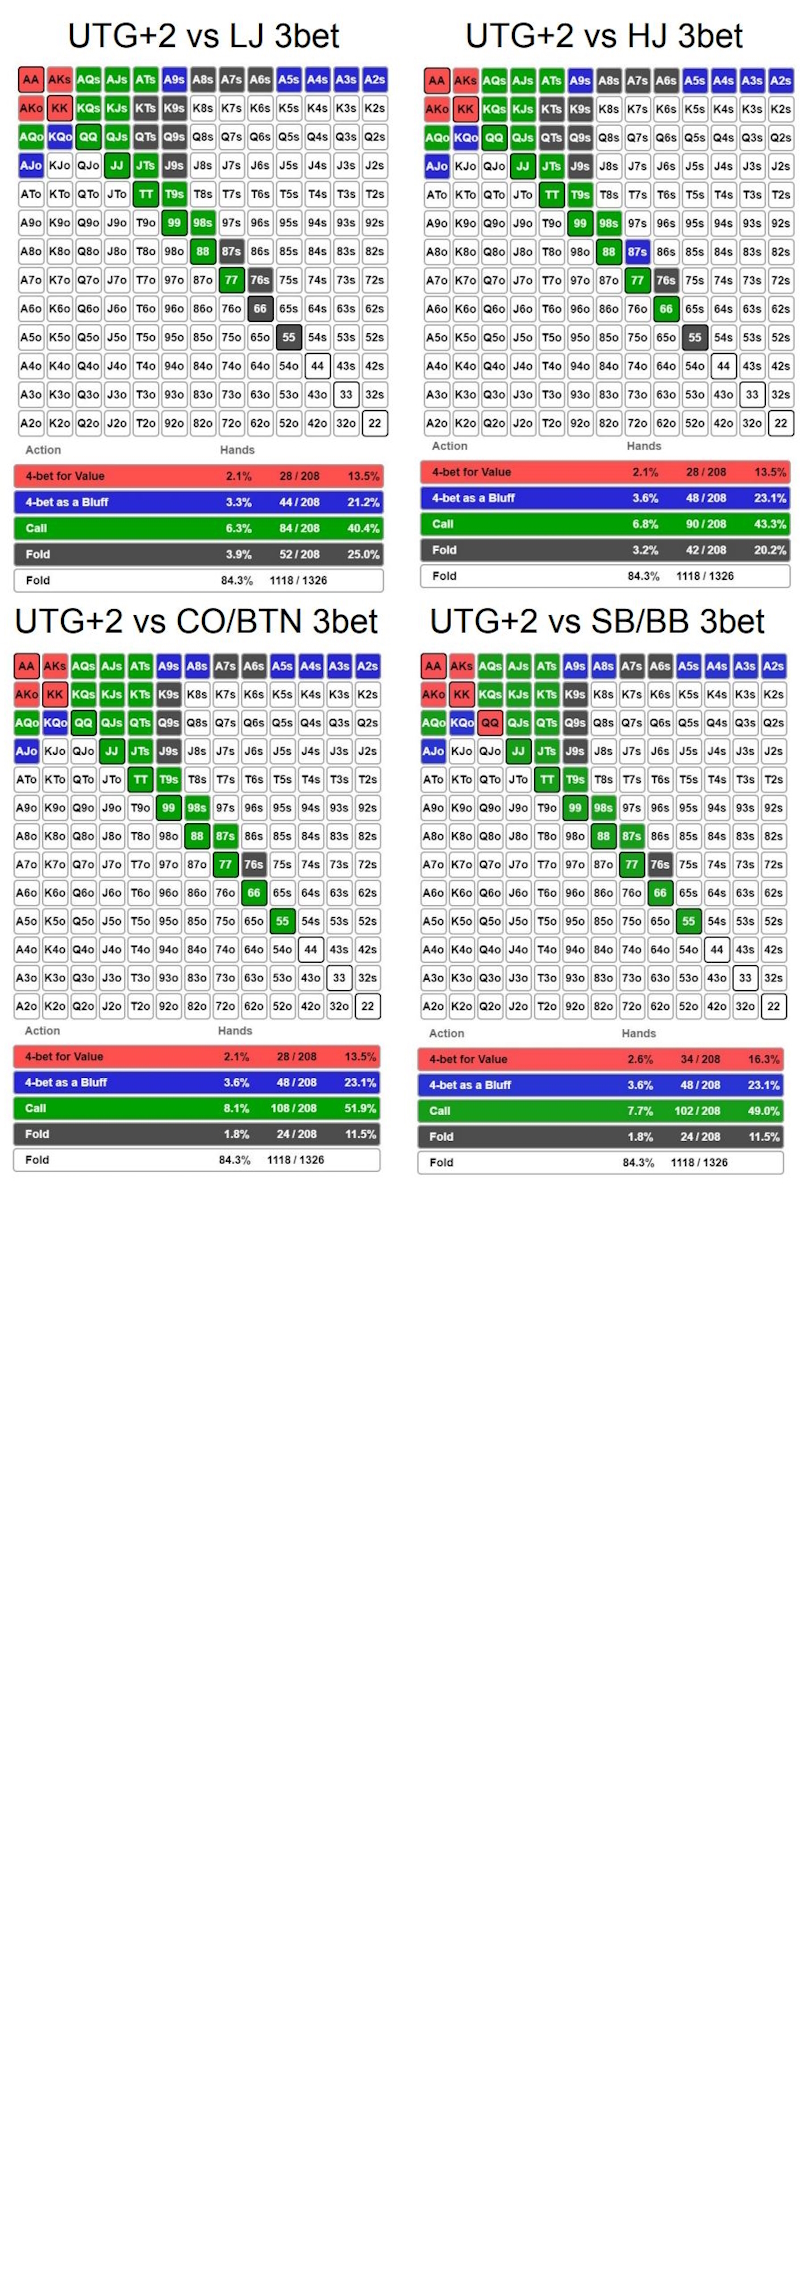 UTG+2 vs LJ 3bet
AA AKs AQs AJs ATs A9s A8s A7s A6s A5s A4s A3s A2s
AKo KK KQs KJs KTs K9s K8s K7s K6s K5s K4s K3s K2s
AQo KQo QQ QJs QTs Q9s Q8s Q7s Q6s Q5s Q4s Q3s Q2s
AJo KJo QJo JJ JTs J9s J8s J7s J6s J5s J4s J3s J2s
ATo KTo QTo JTo TT T9s T8s T7s T6s T5s T4s T3s T2s
A9o K9o Q9o J9o T9o 99 98s 97s 96s 95s 94s 93s 92s
A8o K8o Q8o J8o T8o 98o 88 87s 86s 85s 84s 83s 82s
A7o K7o Q7o J7o T7o 97o 87o 77 76s 75s 74s 73s 72s
A6o K6o Q6o J6o T6o 96o 86o 76o 66 65s 64s 63s 62s
A5o K5o Q5o J5o T5o 95o 85o 75o 65o 55 54s 53s 52s
A4o K4o Q4o J4o T4o 94o 84o 74o 64o 54o 44 43s 42s
A3o K3o Q3o J3o T3o 93o 83o 73o 63o 53o 43o 33 32s
A2o K2o Q2o J2o T2o 92o 82o 72o 62o 52o 42o 32o 22
Action Hands
4-bet for Value 2.1% 28 / 208 13.5%
4-bet as a Bluff 3.3% 44 / 208 21.2%
Call 6.3% 84 / 208 40.4%
Fold 3.9% 52 / 208 25.0%
Fold 84.3% 1118 / 1326
UTG+2 vs HJ 3bet
AA AKs AQs AJs ATs A9s A8s A7s A6s A5s A4s A3s A2s
AKo KK KQs KJs KTs K9s K8s K7s K6s K5s K4s K3s K2s
AQo KQo QQ QJs QTs Q9s Q8s Q7s Q6s Q5s Q4s Q3s Q2s
AJo KJo QJo JJ JTs J9s J8s J7s J6s J5s J4s J3s J2s
ATo KTo QTo JTo TT T9s T8s T7s T6s T5s T4s T3s T2s
A9o K9o Q9o J9o T9o 99 98s 97s 96s 95s 94s 93s 92s
A8o K8o Q8o J8o T8o 98o 88 87s 86s 85s 84s 83s 82s
A7o K7o Q7o J7o T7o 97o 87o 77 76s 75s 74s 73s 72s
A6o K6o Q6o J6o T6o 96o 86o 76o 66 65s 64s 63s 62s
A5o K5o Q5o J5o T5o 95o 85o 75o 65o 55 54s 53s 52s
A4o K4o Q4o J4o T4o 94o 84o 74o 64o 54o 44 43s 42s
A3o K3o Q3o J3o T3o 93o 83o 73o 63o 53o 43o 33 32s
A2o K2o Q2o J2o T2o 92o 82o 72o 62o 52o 42o 32o 22
Action Hands
4-bet for Value 2.1% 28 / 208 13.5%
4-bet as a Bluff 3.6% 48 / 208 23.1%
Call 6.8% 90 / 208 43.3%
Fold 3.2% 42 / 208 20.2%
Fold 84.3% 1118 / 1326
UTG+2 vs CO/BTN 3bet
AA AKs AQs AJs ATs A9s A8s A7s A6s A5s A4s A3s A2s
AKo KK KQs KJs KTs K9s K8s K7s K6s K5s K4s K3s K2s
AQo KQo QQ QJs QTs Q9s Q8s Q7s Q6s Q5s Q4s Q3s Q2s
AJo KJo QJo JJ JTs J9s J8s J7s J6s J5s J4s J3s J2s
ATo KTo QTo JTo TT T9s T8s T7s T6s T5s T4s T3s T2s
A9o K9o Q9o J9o T9o 99 98s 97s 96s 95s 94s 93s 92s
A8o K8o Q8o J8o T8o 98o 88 87s 86s 85s 84s 83s 82s
A7o K7o Q7o J7o T7o 97o 87o 77 76s 75s 74s 73s 72s
A6o K6o Q6o J6o T6o 96o 86o 76o 66 65s 64s 63s 62s
A5o K5o Q5o J5o T5o 95o 85o 75o 65o 55 54s 53s 52s
A4o K4o Q4o J4o T4o 94o 84o 74o 64o 54o 44 43s 42s
A3o K3o Q3o J3o T3o 93o 83o 73o 63o 53o 43o 33 32s
A2o K2o Q2o J2o T2o 92o 82o 72o 62o 52o 42o 32o 22
Action Hands
4-bet for Value 2.1% 28 / 208 13.5%
4-bet as a Bluff 3.6% 48 / 208 23.1%
Call 8.1% 108 / 208 51.9%
Fold 1.8% 24 / 208 11.5%
Fold 84.3% 1118 / 1326
UTG+2 vs SB/BB 3bet
AA AKs AQs AJs ATs A9s A8s A7s A6s A5s A4s A3s A2s
AKo KK KQs KJs KTs K9s K8s K7s K6s K5s K4s K3s K2s
AQo KQo QQ QJs QTs Q9s Q8s Q7s Q6s Q5s Q4s Q3s Q2s
AJo KJo QJo JJ JTs J9s J8s J7s J6s J5s J4s J3s J2s
ATo KTo QTo JTo TT T9s T8s T7s T6s T5s T4s T3s T2s
A9o K9o Q9o J9o T9o 99 98s 97s 96s 95s 94s 93s 92s
A8o K8o Q8o J8o T8o 98o 88 87s 86s 85s 84s 83s 82s
A7o K7o Q7o J7o T7o 97o 87o 77 76s 75s 74s 73s 72s
A6o K6o Q6o J6o T6o 96o 86o 76o 66 65s 64s 63s 62s
A5o K5o Q5o J5o T5o 95o 85o 75o 65o 55 54s 53s 52s
A4o K4o Q4o J4o T4o 94o 84o 74o 64o 54o 44 43s 42s
A3o K3o Q3o J3o T3o 93o 83o 73o 63o 53o 43o 33 32s
A2o K2o Q2o J2o T2o 92o 82o 72o 62o 52o 42o 32o 22
Action Hands
4-bet for Value 2.6% 34 / 208 16.3%
4-bet as a Bluff 3.6% 48 / 208 23.1%
Call 7.7% 102 / 208 49.0%
Fold 1.8% 24 / 208 11.5%
Fold 84.3% 1118 / 1326